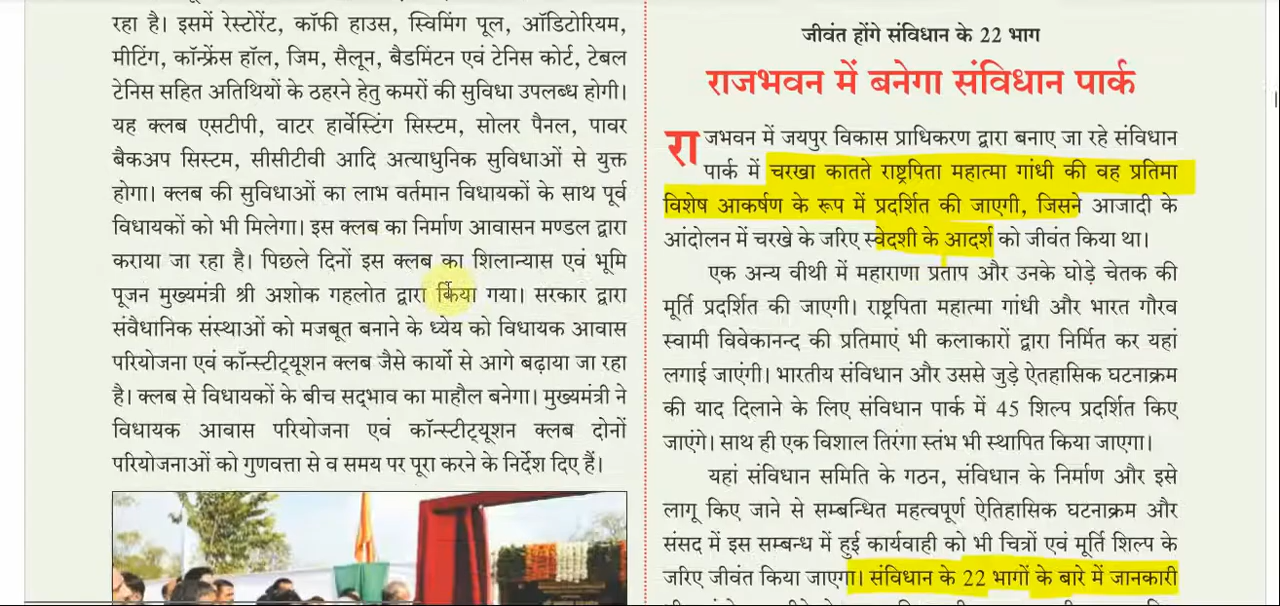 रहा है। इसमें रेस्टोरेंट, कॉफी हाउस, स्विमिंग पूल, ऑडिटोरियम,
मीटिंग, कॉन्फ्रेंस हॉल, जिम, सैलून, बैडमिंटन एवं टेनिस कोर्ट, टेबल
टेनिस सहित अतिथियों के ठहरने हेतु कमरों की सुविधा उपलब्ध होगी।
यह क्लब एसटीपी, वाटर हार्वेस्टिंग सिस्टम, सोलर पैनल, पावर
बैकअप सिस्टम, सीसीटीवी आदि अत्याधुनिक सुविधाओं से युक्त
होगा। क्लब की सुविधाओं का लाभ वर्तमान विधायकों के साथ पूर्व
विधायकों को भी मिलेगा। इस क्लब का निर्माण आवासन मण्डल द्वारा
कराया जा रहा है। पिछले दिनों इस क्लब का शिलान्यास एवं भूमि
पूजन मुख्यमंत्री श्री अशोक गहलोत द्वारा किया गया। सरकार द्वारा
संवैधानिक संस्थाओं को मजबूत बनाने के ध्येय को विधायक आवास
परियोजना एवं कॉन्स्टीट्यूशन क्लब जैसे कार्यों से आगे बढ़ाया जा रहा
है। क्लब से विधायकों के बीच सद्भाव का माहौल बनेगा। मुख्यमंत्री ने
विधायक आवास परियोजना एवं कॉन्स्टीट्यूशन क्लब दोनों
परियोजनाओं को गुणवत्ता से व समय पर पूरा करने के निर्देश दिए हैं।
जीवंत होंगे संविधान के 22 भाग
राजभवन में बनेगा संविधान पार्क
राजभवन में जयपुर विकास प्राधिकरण द्वारा बनाए जा रहे संविधान
पार्क में चरखा कातते राष्ट्रपिता महात्मा गांधी की वह प्रतिमा
विशेष आकर्षण के रूप में प्रदर्शित की जाएगी, जिसने आजादी के
आंदोलन में चरखे के जरिए स्वेदशी के आदर्श को जीवंत किया था।
एक अन्य वीथी में महाराणा प्रताप और उनके घोड़े चेतक की
मूर्ति प्रदर्शित की जाएगी। राष्ट्रपिता महात्मा गांधी और भारत गौरव
स्वामी विवेकानन्द की प्रतिमाएं भी कलाकारों द्वारा निर्मित कर यहां
लगाई जाएंगी। भारतीय संविधान और उससे जुड़े ऐतहासिक घटनाक्रम
की याद दिलाने के लिए संविधान पार्क में 45 शिल्प प्रदर्शित किए
जाएंगे। साथ ही एक विशाल तिरंगा स्तंभ भी स्थापित किया जाएगा।
यहां संविधान समिति के गठन, संविधान के निर्माण और इसे
लागू किए जाने से सम्बन्धित महत्वपूर्ण ऐतिहासिक घटनाक्रम और
संसद में इस सम्बन्ध में हुई कार्यवाही को भी चित्रों एवं मूर्ति शिल्प के
जरिए जीवंत किया जाएगा। संविधान के 22 भागों के बारे में जानकारी